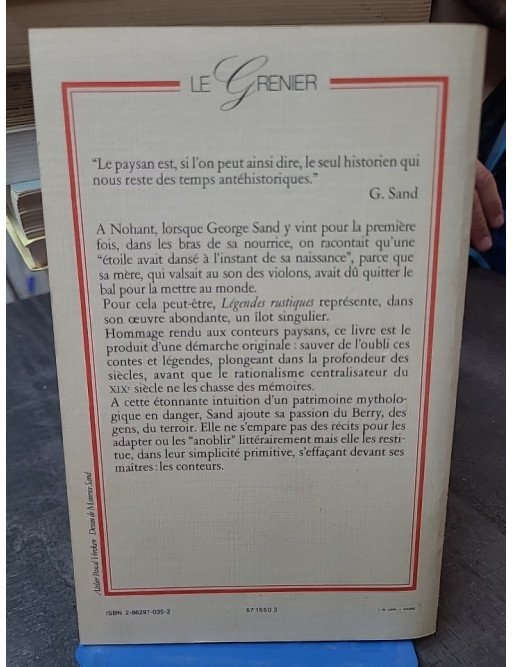 LE GRENIER
“Le paysan est, si l'on peut ainsi dire, le seul historien qui
nous reste des temps antéhistoriques.”
G. Sand
A Nohant, lorsque George Sand y vint pour la première
fois, dans les bras de sa nourrice, on racontait qu'une
“étoile avait dansé à l'instant de sa naissance”, parce que
sa mère, qui valsait au son des violons, avait dû quitter le
bal pour la mettre au monde.
Pour cela peut-être, Légendes rustiques représente, dans
son œuvre abondante, un îlot singulier.
Hommage rendu aux conteurs paysans, ce livre est le
produit d'une démarche originale : sauver de l'oubli ces
contes et légendes, plongeant dans la profondeur des
siècles, avant que le rationalisme centralisateur du
XIXe siècle ne les chasse des mémoires.
A cette étonnante intuition d'un patrimoine mytholo-
gique en danger, Sand ajoute sa passion du Berry, des
gens, du terroir. Elle ne s'empare pas des récits pour les
adapter ou les “anoblir” littérairement mais elle les resti-
tue, dans leur simplicité primitive, s'effaçant devant ses
maîtres : les conteurs.
Atelier Pascal Vercken Dessin de Maurice Sand
ISBN 2-86297-035-2
57 1550 3